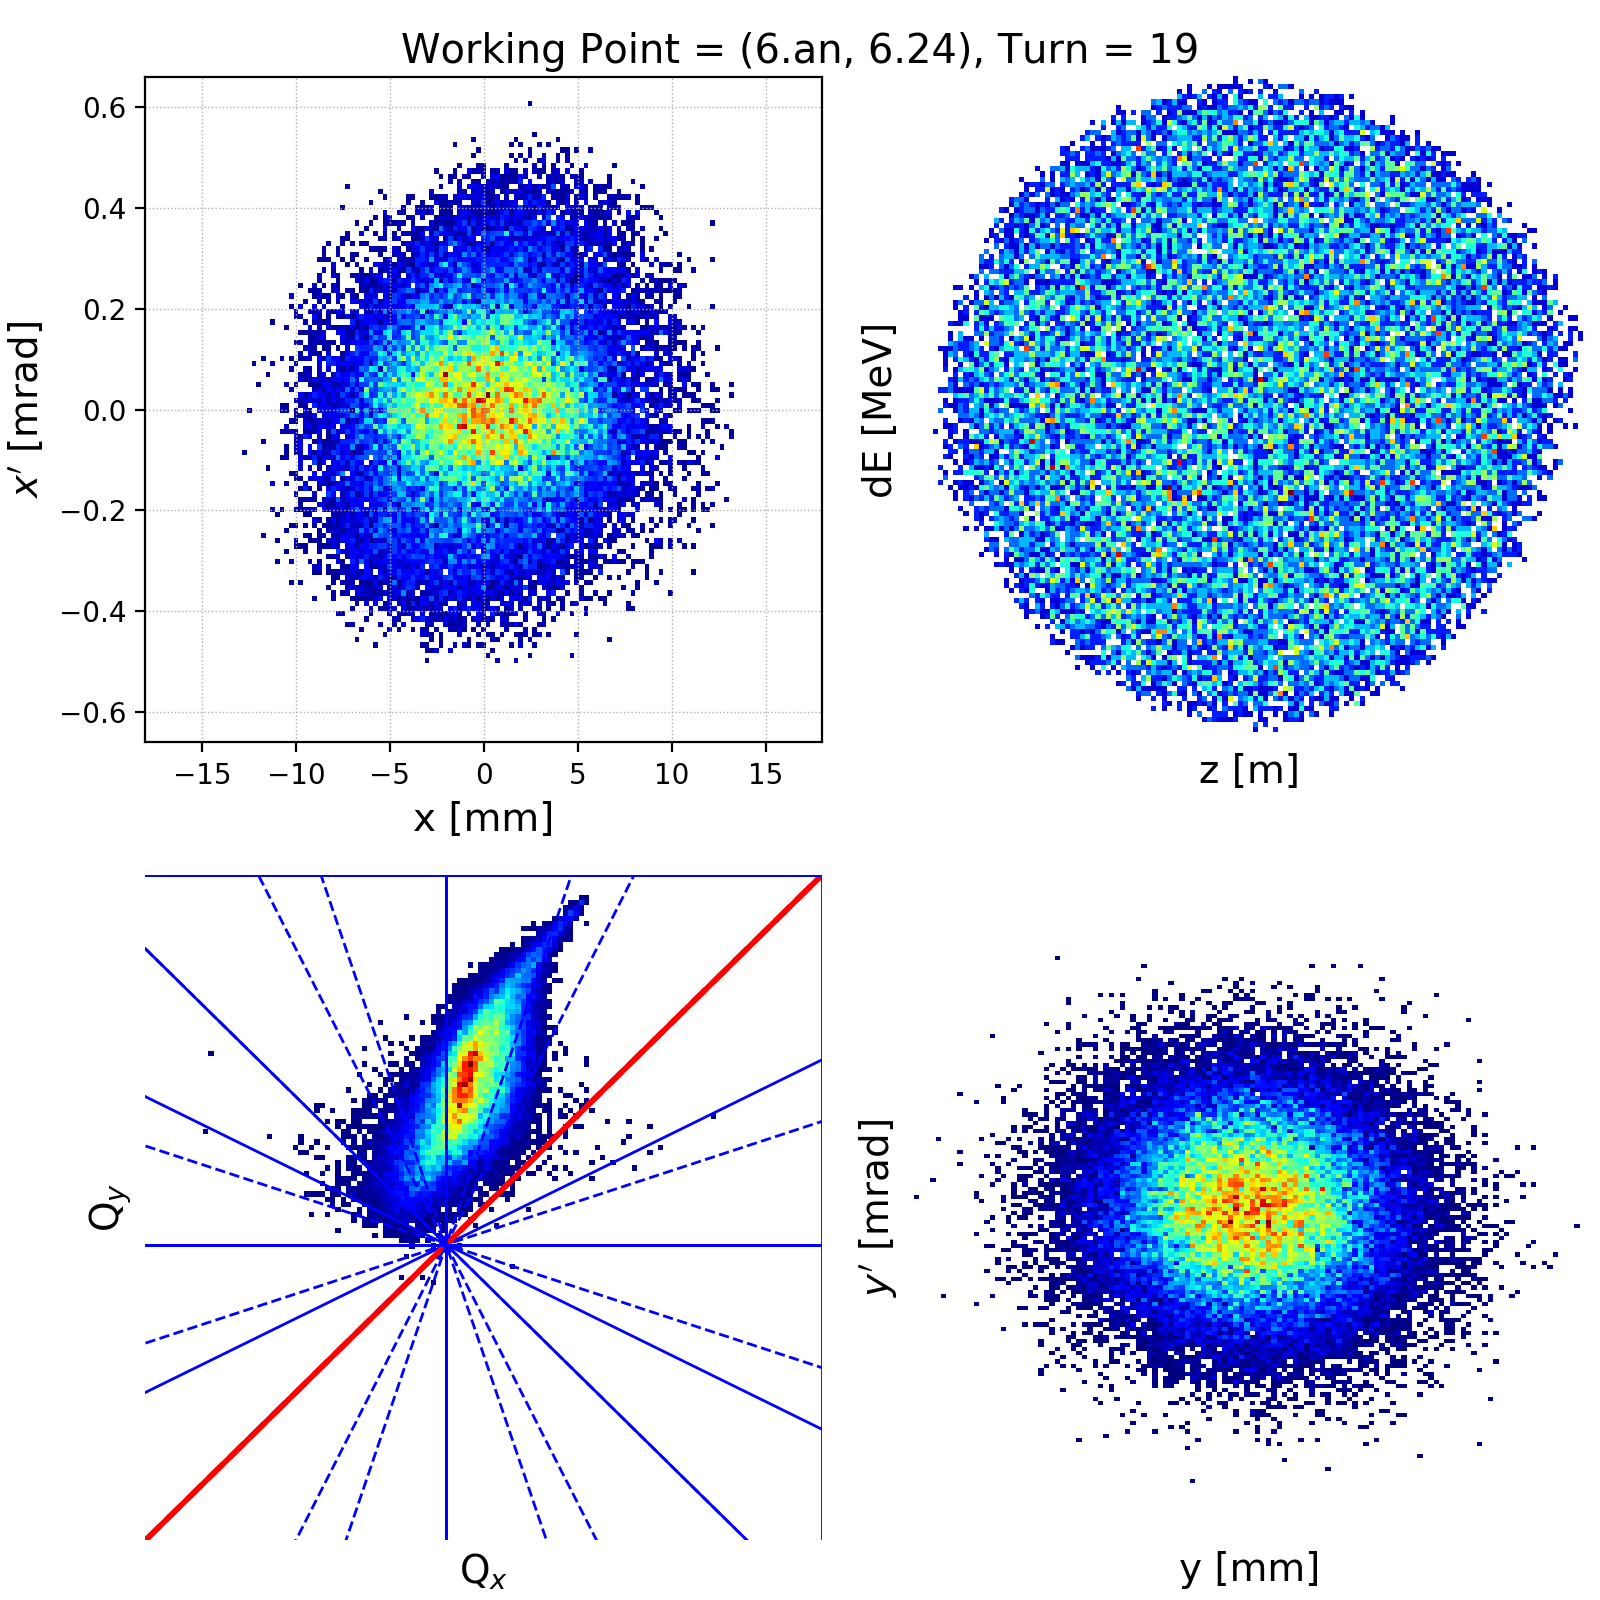 Working Point = (6.an, 6.24), Turn = 19
0.6
0.4
0.2
0.0
−0.2
−0.4
−0.6
x′ [mrad]
−15 −10 −5 0 5 10 15
x [mm]
dE [MeV]
z [m]
Qy
Qx
y′ [mrad]
y [mm]